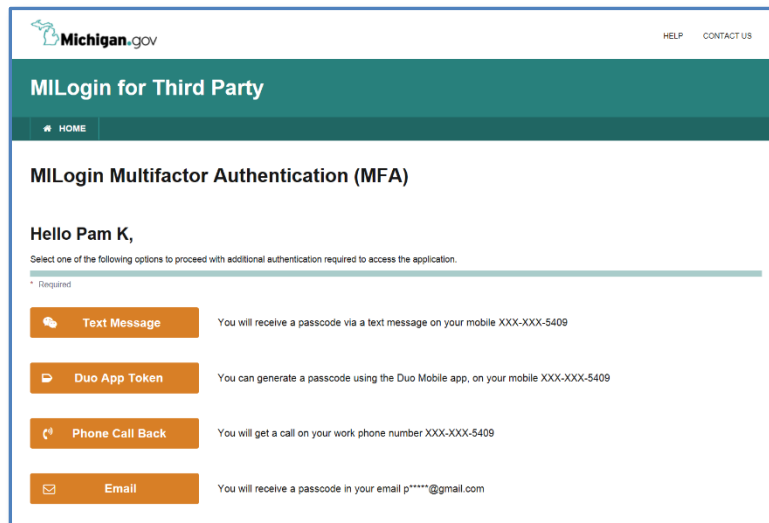 Michigan.gov
HELP CONTACT US
MILogin for Third Party
HOME
MILogin Multifactor Authentication (MFA)
Hello Pam K,
Select one of the following options to proceed with additional authentication required to access the application.
* Required
Text Message You will receive a passcode via a text message on your mobile XXX-XXX-5409
Duo App Token You can generate a passcode using the Duo Mobile app, on your mobile XXX-XXX-5409
Phone Call Back You will get a call on your work phone number XXX-XXX-5409
Email You will receive a passcode in your email p*****@gmail.com